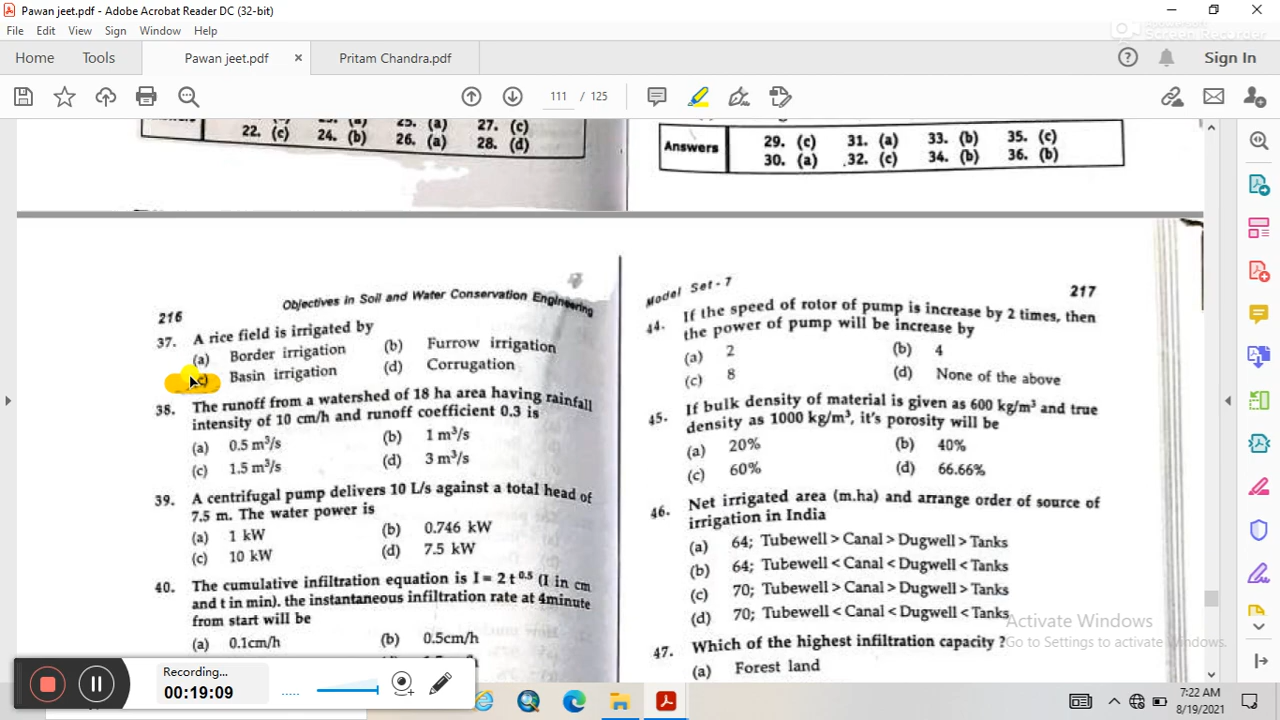 Pawan jeet.pdf - Adobe Acrobat Reader DC (32-bit)
File Edit View Sign Window Help
Home Tools Pawan jeet.pdf × Pritam Chandra.pdf Sign In
111 / 125
22. (c) 24. (b) 26. (a) 28. (d)
25. (a) 27. (c)
Answers
29. (c) 31. (a) 33. (b) 35. (c)
30. (a) 32. (c) 34. (b) 36. (b)
216 Objectives in Soil and Water Conservation Engineering
37. A rice field is irrigated by
(a) Border irrigation (b) Furrow irrigation
(c) Basin irrigation (d) Corrugation
38. The runoff from a watershed of 18 ha area having rainfall
intensity of 10 cm/h and runoff coefficient 0.3 is
(a) 0.5 m³/s (b) 1 m³/s
(c) 1.5 m³/s (d) 3 m³/s
39. A centrifugal pump delivers 10 L/s against a total head of
7.5 m. The water power is
(a) 1 kW (b) 0.746 kW
(c) 10 kW (d) 7.5 kW
40. The cumulative infiltration equation is I = 2 t⁰·⁵ (I in cm
and t in min). the instantaneous infiltration rate at 4minute
from start will be
(a) 0.1cm/h (b) 0.5cm/h
Model Set - 7 217
44. If the speed of rotor of pump is increase by 2 times, then
the power of pump will be increase by
(a) 2 (b) 4
(c) 8 (d) None of the above
45. If bulk density of material is given as 600 kg/m³ and true
density as 1000 kg/m³, it's porosity will be
(a) 20% (b) 40%
(c) 60% (d) 66.66%
46. Net irrigated area (m.ha) and arrange order of source of
irrigation in India
(a) 64; Tubewell > Canal > Dugwell > Tanks
(b) 64; Tubewell < Canal < Dugwell < Tanks
(c) 70; Tubewell > Canal > Dugwell > Tanks
(d) 70; Tubewell < Canal < Dugwell < Tanks
47. Which of the highest infiltration capacity ?
(a) Forest land
Activate Windows
Go to Settings to activate Windows.
Recording...
00:19:09
7:22 AM
8/19/2021